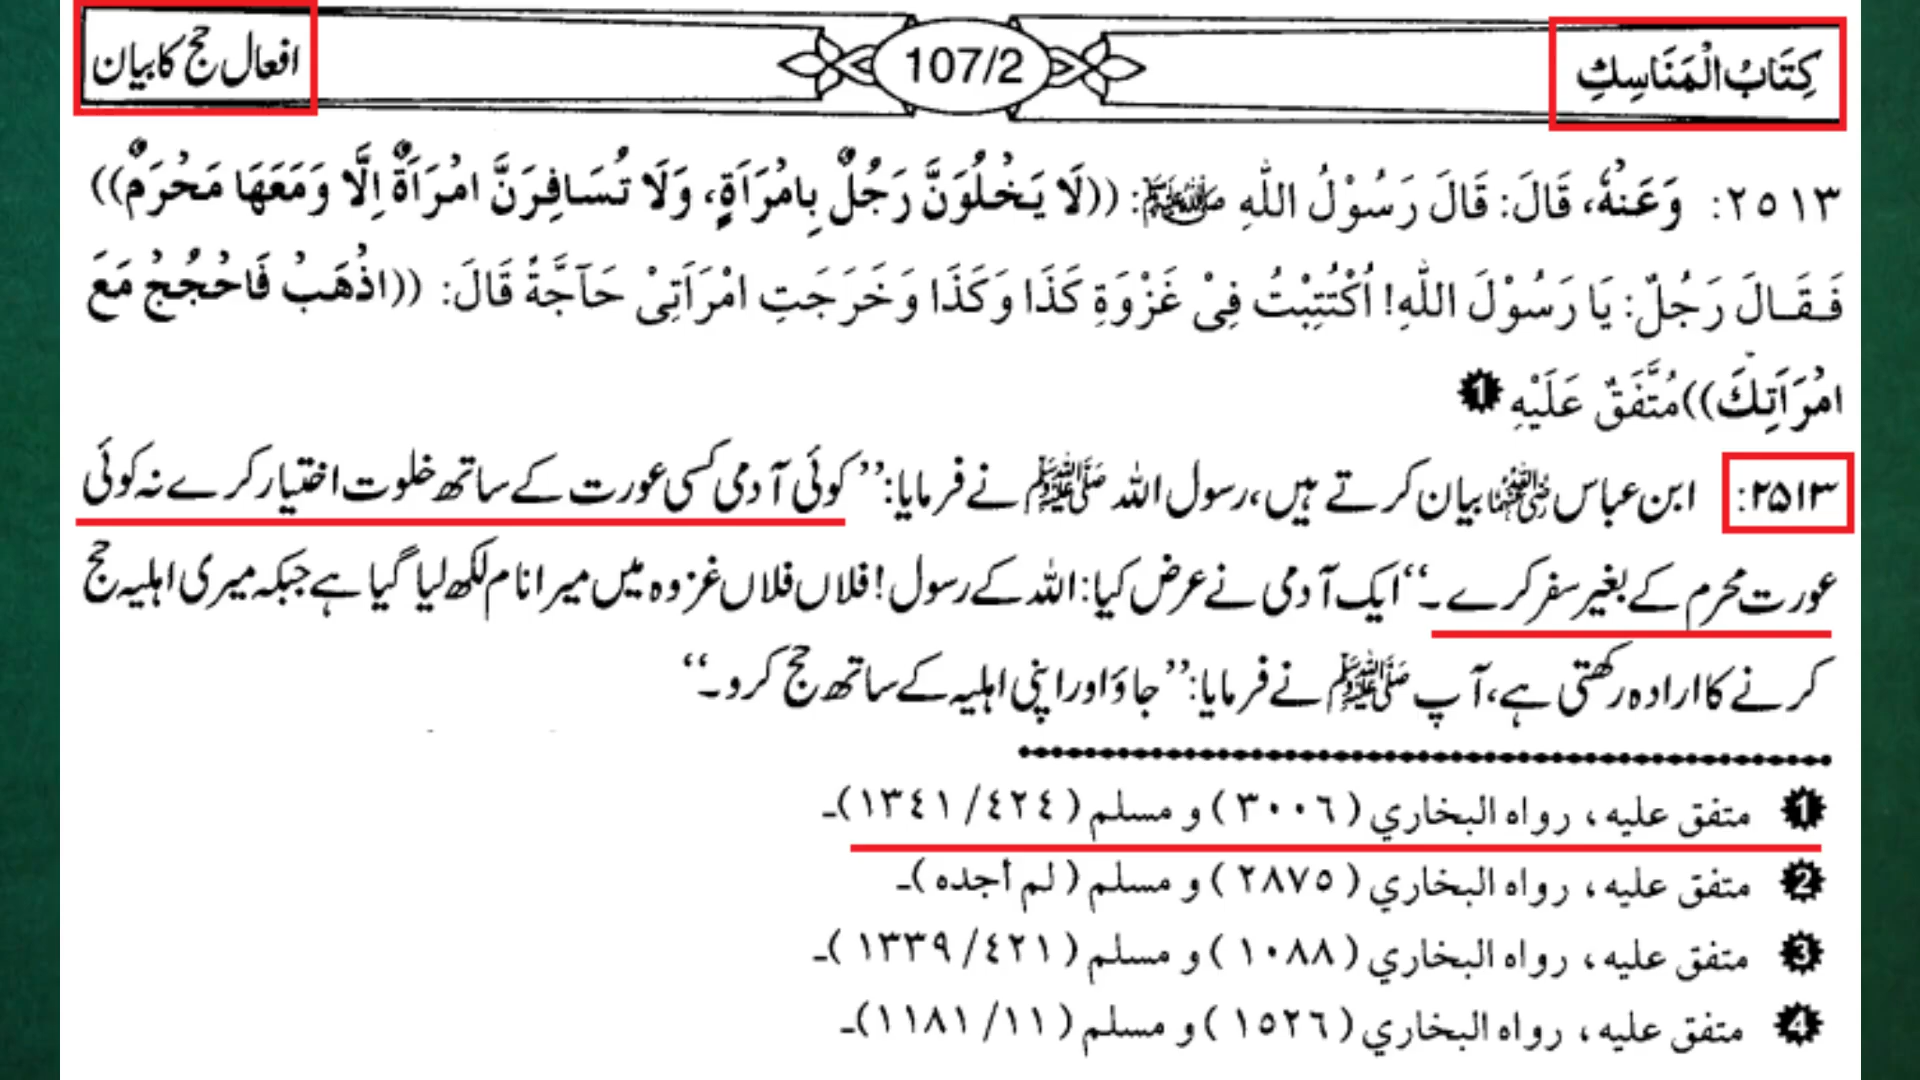 كِتَابُ الْمَنَاسِكِ
107/2
افعال حج کا بیان
٢٥١٣: وَعَنْهُ، قَالَ: قَالَ رَسُوْلُ اللّٰهِ ﷺ: ((لَا يَخْلُوَنَّ رَجُلٌ بِامْرَاَةٍ، وَلَا تُسَافِرَنَّ امْرَاَةٌ اِلَّا وَمَعَهَا مَحْرَمٌ))
فَقَالَ رَجُلٌ: يَا رَسُوْلَ اللّٰهِ! اُكْتُتِبْتُ فِیْ غَزْوَةِ كَذَا وَكَذَا وَخَرَجَتِ امْرَاَتِیْ حَآجَّةً قَالَ: ((اذْهَبْ فَاحْجُجْ مَعَ
امْرَاَتِكَ)) مُتَّفَقٌ عَلَيْهِ ❶
۲۵۱۳: ابن عباس ؓ بیان کرتے ہیں، رسول اللہ ﷺ نے فرمایا: ’’کوئی آدمی کسی عورت کے ساتھ خلوت اختیار کرے نہ کوئی
عورت محرم کے بغیر سفر کرے۔‘‘ ایک آدمی نے عرض کیا: اللہ کے رسول! فلاں فلاں غزوہ میں میرا نام لکھ لیا گیا ہے جبکہ میری اہلیہ حج
کرنے کا ارادہ رکھتی ہے، آپ ﷺ نے فرمایا: ’’جاؤ اور اپنی اہلیہ کے ساتھ حج کرو۔‘‘
❶ متفق عليه، رواه البخاري (٣٠٠٦) و مسلم (٤٢٤/ ١٣٤١)۔
❷ متفق عليه، رواه البخاري (٢٨٧٥) و مسلم (لم أجده)۔
❸ متفق عليه، رواه البخاري (١٠٨٨) و مسلم (٤٢١/ ١٣٣٩)۔
❹ متفق عليه، رواه البخاري (١٥٢٦) و مسلم (١١/ ١١٨١)۔